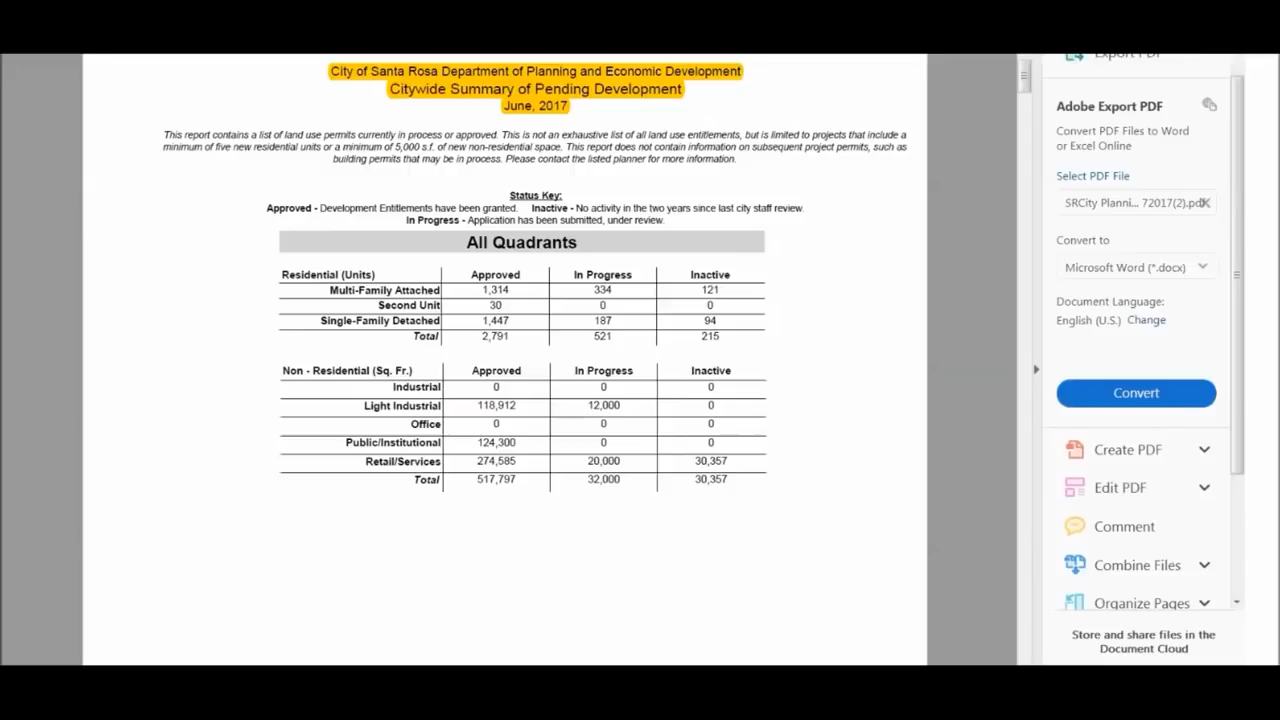 City of Santa Rosa Department of Planning and Economic Development
Citywide Summary of Pending Development
June, 2017
This report contains a list of land use permits currently in process or approved. This is not an exhaustive list of all land use entitlements, but is limited to projects that include a
minimum of five new residential units or a minimum of 5,000 s.f. of new non-residential space. This report does not contain information on subsequent project permits, such as
building permits that may be in process. Please contact the listed planner for more information.
Status Key:
Approved - Development Entitlements have been granted. Inactive - No activity in the two years since last city staff review.
In Progress - Application has been submitted, under review.
All Quadrants
Residential (Units) Approved In Progress Inactive
Multi-Family Attached 1,314 334 121
Second Unit 30 0 0
Single-Family Detached 1,447 187 94
Total 2,791 521 215
Non - Residential (Sq. Fr.) Approved In Progress Inactive
Industrial 0 0 0
Light Industrial 118,912 12,000 0
Office 0 0 0
Public/Institutional 124,300 0 0
Retail/Services 274,585 20,000 30,357
Total 517,797 32,000 30,357
Export PDF
Adobe Export PDF
Convert PDF Files to Word
or Excel Online
Select PDF File
SRCity Planni... 72017(2).pdf
Convert to
Microsoft Word (*.docx)
Document Language:
English (U.S.) Change
Convert
Create PDF
Edit PDF
Comment
Combine Files
Organize Pages
Store and share files in the
Document Cloud